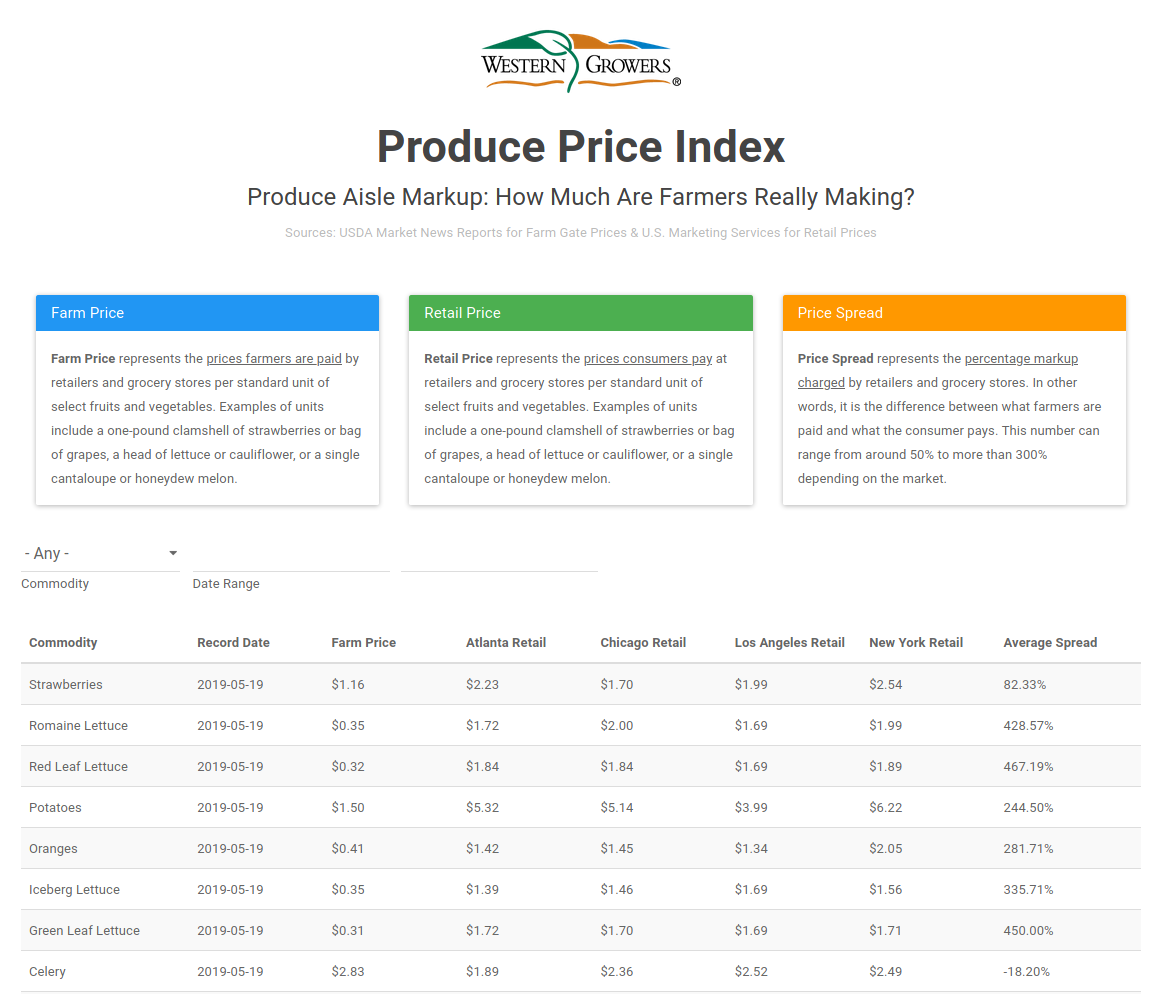 WESTERN GROWERS ®
Produce Price Index
Produce Aisle Markup: How Much Are Farmers Really Making?
Sources: USDA Market News Reports for Farm Gate Prices & U.S. Marketing Services for Retail Prices
Farm Price
Farm Price represents the prices farmers are paid by
retailers and grocery stores per standard unit of
select fruits and vegetables. Examples of units
include a one-pound clamshell of strawberries or bag
of grapes, a head of lettuce or cauliflower, or a single
cantaloupe or honeydew melon.
Retail Price
Retail Price represents the prices consumers pay at
retailers and grocery stores per standard unit of
select fruits and vegetables. Examples of units
include a one-pound clamshell of strawberries or bag
of grapes, a head of lettuce or cauliflower, or a single
cantaloupe or honeydew melon.
Price Spread
Price Spread represents the percentage markup
charged by retailers and grocery stores. In other
words, it is the difference between what farmers are
paid and what the consumer pays. This number can
range from around 50% to more than 300%
depending on the market.
- Any -
Commodity Date Range
Commodity Record Date Farm Price Atlanta Retail Chicago Retail Los Angeles Retail New York Retail Average Spread
Strawberries 2019-05-19 $1.16 $2.23 $1.70 $1.99 $2.54 82.33%
Romaine Lettuce 2019-05-19 $0.35 $1.72 $2.00 $1.69 $1.99 428.57%
Red Leaf Lettuce 2019-05-19 $0.32 $1.84 $1.84 $1.69 $1.89 467.19%
Potatoes 2019-05-19 $1.50 $5.32 $5.14 $3.99 $6.22 244.50%
Oranges 2019-05-19 $0.41 $1.42 $1.45 $1.34 $2.05 281.71%
Iceberg Lettuce 2019-05-19 $0.35 $1.39 $1.46 $1.69 $1.56 335.71%
Green Leaf Lettuce 2019-05-19 $0.31 $1.72 $1.70 $1.69 $1.71 450.00%
Celery 2019-05-19 $2.83 $1.89 $2.36 $2.52 $2.49 -18.20%